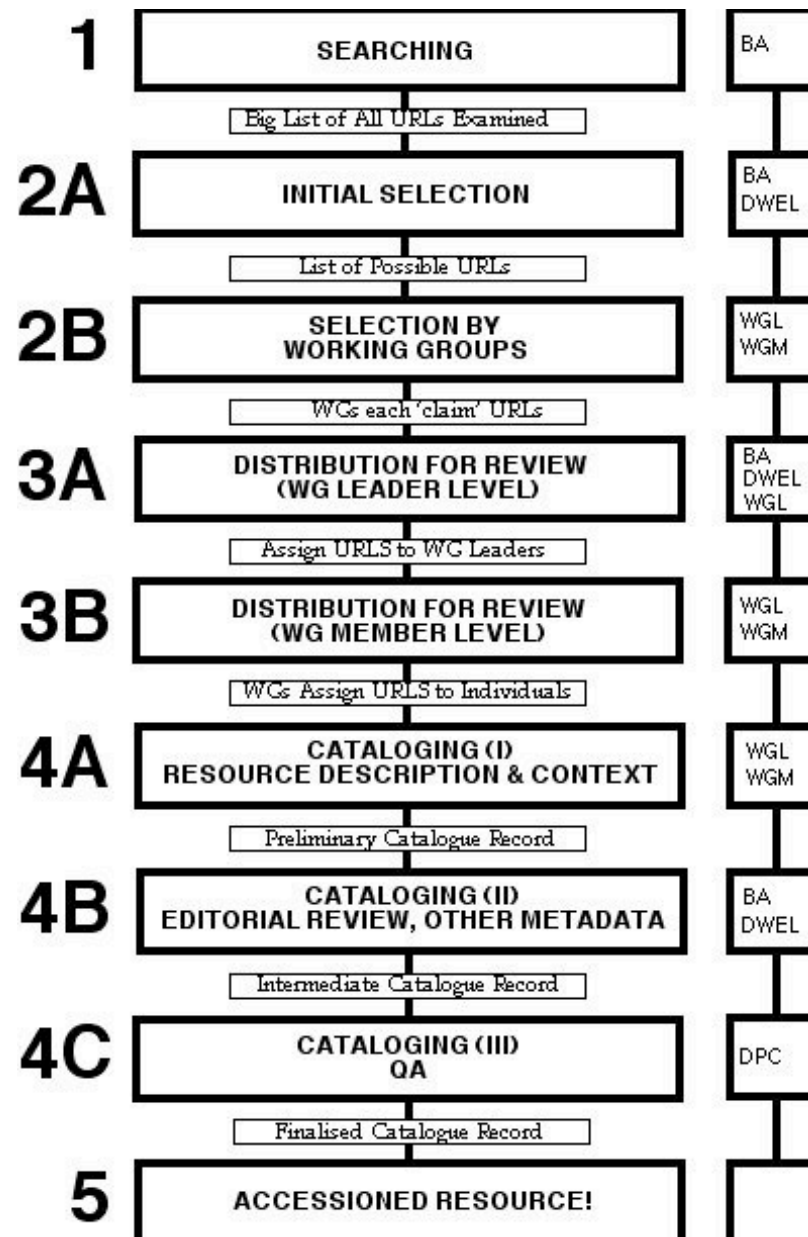 1
SEARCHING
BA
Big List of All URLs Examined
2A
INITIAL SELECTION
BA
DWEL
List of Possible URLs
2B
SELECTION BY
WORKING GROUPS
WGL
WGM
WGs each 'claim' URLs
3A
DISTRIBUTION FOR REVIEW
(WG LEADER LEVEL)
BA
DWEL
WGL
Assign URLS to WG Leaders
3B
DISTRIBUTION FOR REVIEW
(WG MEMBER LEVEL)
WGL
WGM
WGs Assign URLS to Individuals
4A
CATALOGING (I)
RESOURCE DESCRIPTION & CONTEXT
WGL
WGM
Preliminary Catalogue Record
4B
CATALOGING (II)
EDITORIAL REVIEW, OTHER METADATA
BA
DWEL
Intermediate Catalogue Record
4C
CATALOGING (III)
QA
DPC
Finalised Catalogue Record
5
ACCESSIONED RESOURCE!